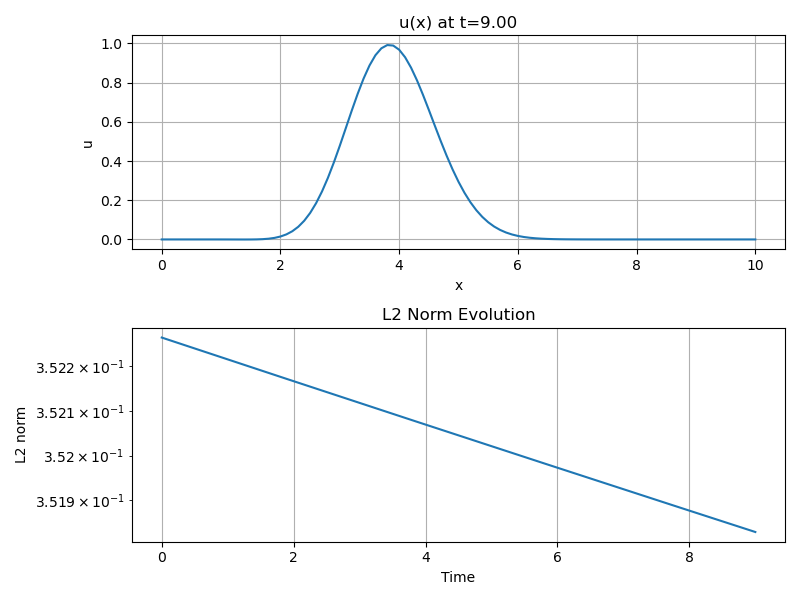 u(x) at t=9.00
1.0
0.8
0.6
0.4
0.2
0.0
u
0 2 4 6 8 10
x
L2 Norm Evolution
3.522 × 10⁻¹
3.521 × 10⁻¹
3.52 × 10⁻¹
3.519 × 10⁻¹
L2 norm
0 2 4 6 8
Time